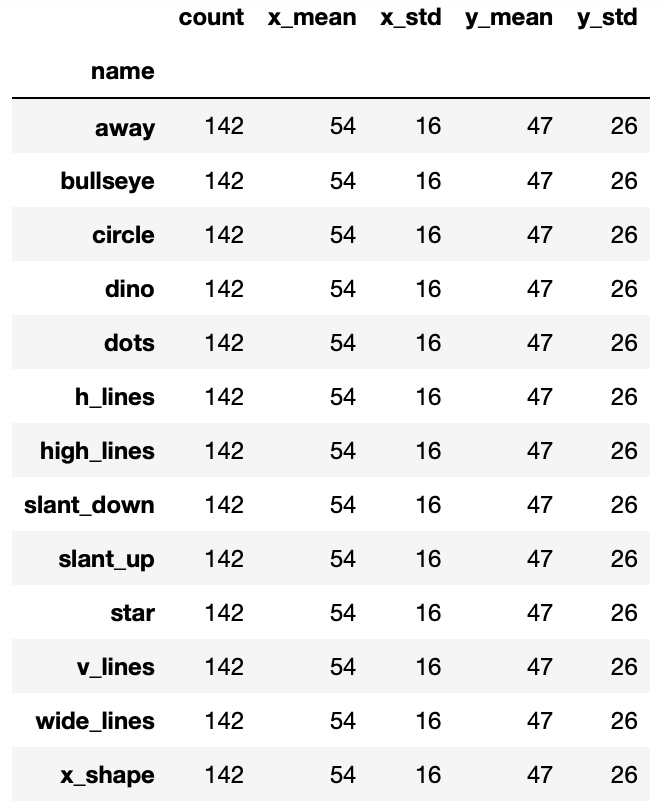 count x_mean x_std y_mean y_std
name
away 142 54 16 47 26
bullseye 142 54 16 47 26
circle 142 54 16 47 26
dino 142 54 16 47 26
dots 142 54 16 47 26
h_lines 142 54 16 47 26
high_lines 142 54 16 47 26
slant_down 142 54 16 47 26
slant_up 142 54 16 47 26
star 142 54 16 47 26
v_lines 142 54 16 47 26
wide_lines 142 54 16 47 26
x_shape 142 54 16 47 26